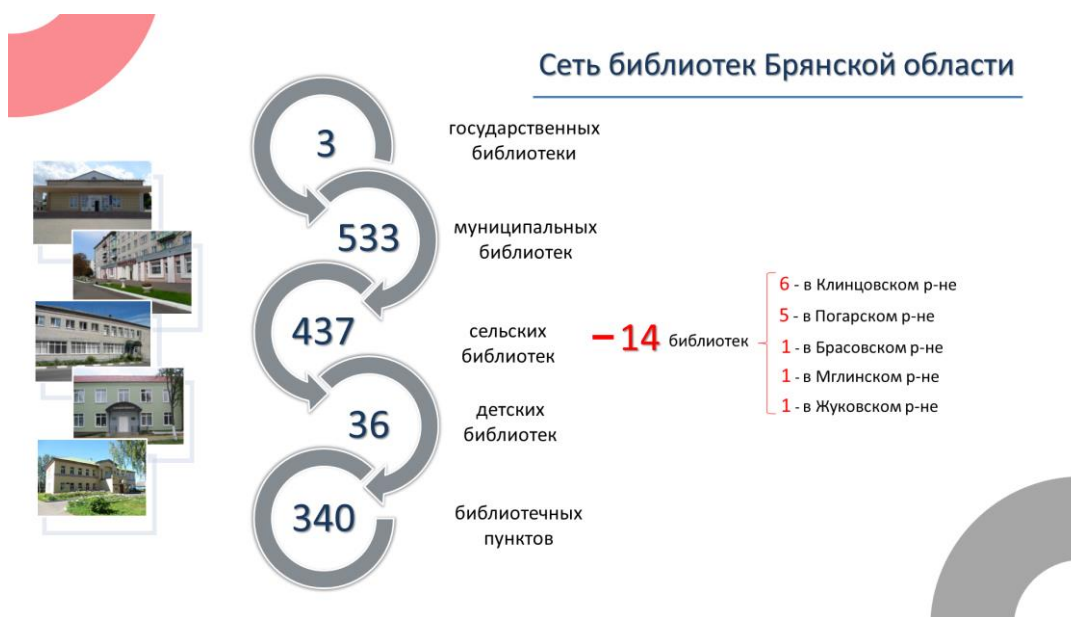 Сеть библиотек Брянской области
3
государственных
библиотеки
533
муниципальных
библиотек
437
сельских
библиотек
–14 библиотек
6 - в Клинцовском р-не
5 - в Погарском р-не
1 - в Брасовском р-не
1 - в Мглинском р-не
1 - в Жуковском р-не
36
детских
библиотек
340
библиотечных
пунктов